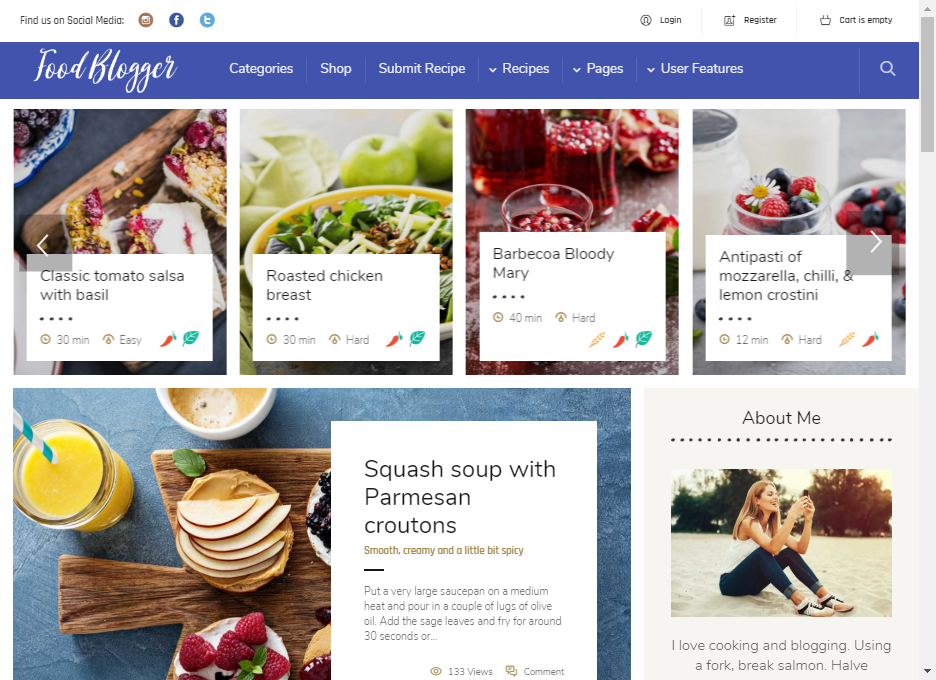 Find us on Social Media:
Login
Register
Cart is empty
Food Blogger
Categories
Shop
Submit Recipe
Recipes
Pages
User Features
Classic tomato salsa
with basil
30 min
Easy
Roasted chicken
breast
30 min
Hard
Barbecoa Bloody
Mary
40 min
Hard
Antipasti of
mozzarella, chilli, &
lemon crostini
12 min
Hard
Squash soup with
Parmesan
croutons
Smooth, creamy and a little bit spicy
Put a very large saucepan on a medium
heat and pour in a couple of lugs of olive
oil. Add the sage leaves and fry for around
30 seconds or...
133 Views
Comment
About Me
I love cooking and blogging. Using
a fork, break salmon. Halve